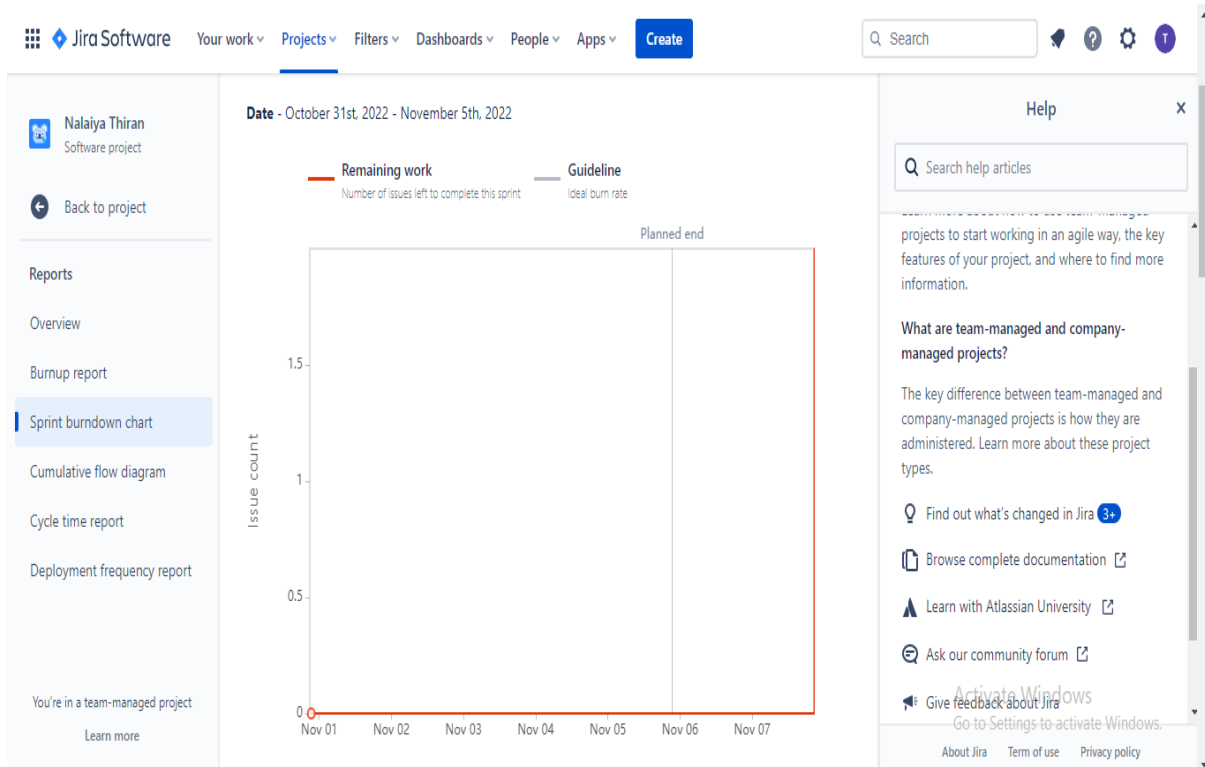 Jira Software Your work Projects Filters Dashboards People Apps Create Search T
Nalaiya Thiran
Software project
Back to project
Reports
Overview
Burnup report
Sprint burndown chart
Cumulative flow diagram
Cycle time report
Deployment frequency report
You're in a team-managed project
Learn more
Date - October 31st, 2022 - November 5th, 2022
Remaining work
Number of issues left to complete this sprint
Guideline
Ideal burn rate
Planned end
Issue count
1.5
1
0.5
0
Nov 01 Nov 02 Nov 03 Nov 04 Nov 05 Nov 06 Nov 07
Help
Search help articles
Learn more about how to use team-managed
projects to start working in an agile way, the key
features of your project, and where to find more
information.
What are team-managed and company-
managed projects?
The key difference between team-managed and
company-managed projects is how they are
administered. Learn more about these project
types.
Find out what's changed in Jira 3+
Browse complete documentation
Learn with Atlassian University
Ask our community forum
Give feedback about Jira
Activate Windows
Go to Settings to activate Windows.
About Jira Term of use Privacy policy